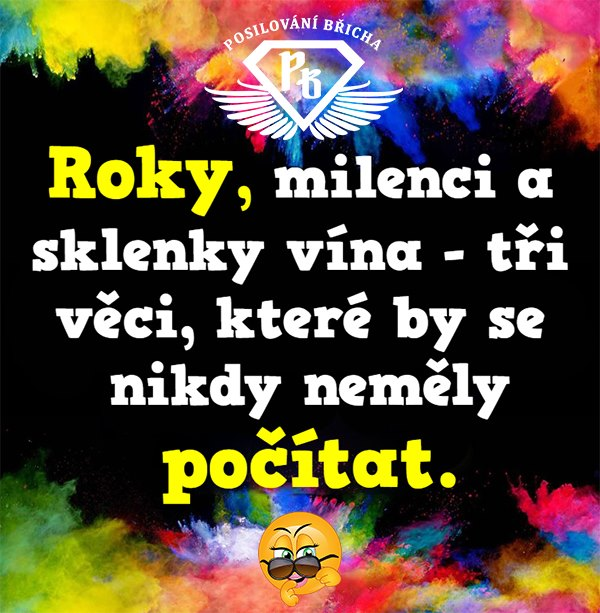 POSILOVÁNÍ BŘICHA
PB
Roky, milenci a
sklenky vína - tři
věci, které by se
nikdy neměly
počítat.